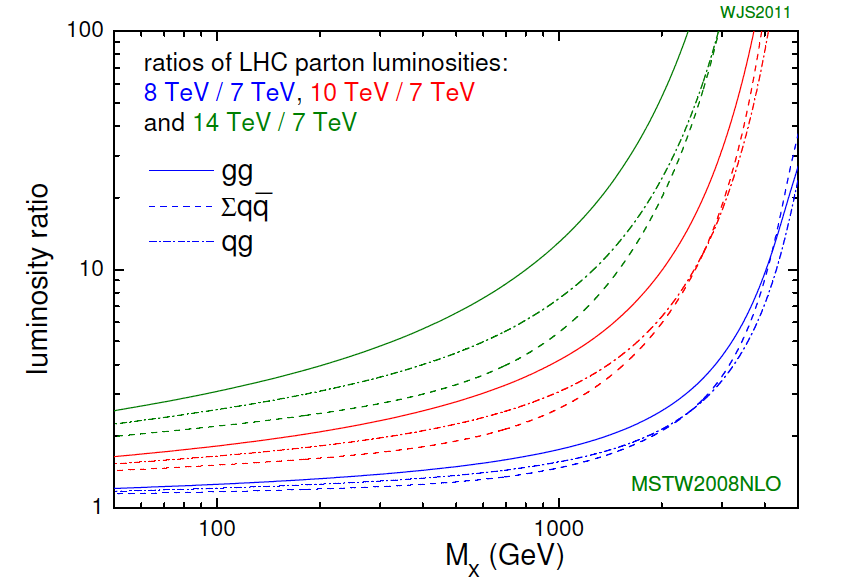 WJS2011
100
ratios of LHC parton luminosities:
8 TeV / 7 TeV, 10 TeV / 7 TeV
and 14 TeV / 7 TeV
gg
Σqq̅
qg
luminosity ratio
10
MSTW2008NLO
1
100
1000
Mₓ (GeV)